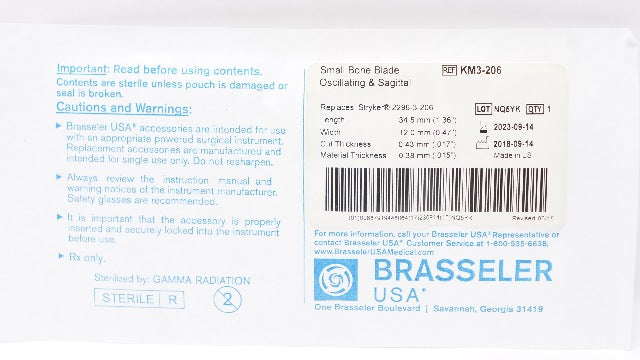 Important: Read before using contents.
Contents are sterile unless pouch is damaged or
seal is broken.
Cautions and Warnings:
Brasseler USA® accessories are intended for use
with an appropriate powered surgical instrument.
Replacement accessories are manufactured and
intended for single use only. Do not resharpen.
Always review the instruction manual and
warning notices of the instrument manufacturer.
Safety glasses are recommended.
It is important that the accessory is properly
inserted and securely locked into the instrument
before use.
Rx only.
Sterilized by: GAMMA RADIATION
STERILE R
2
Small Bone Blade
Oscillating & Sagittal
REF KM3-206
Replaces Stryker® 2296-3-206
Length 34.5 mm (1.36")
Width 12.0 mm (0.47")
Cut Thickness 0.43 mm (.017")
Material Thickness 0.38 mm (.015")
LOT NQ5YK QTY 1
2023-09-14
2018-09-14
Made in US
Revised
For more information, call your Brasseler USA® Representative or
contact Brasseler USA® Customer Service at 1-800-935-6638.
www.BrasselerUSAMedical.com
BRASSELER
USA®
One Brasseler Boulevard | Savannah, Georgia 31419